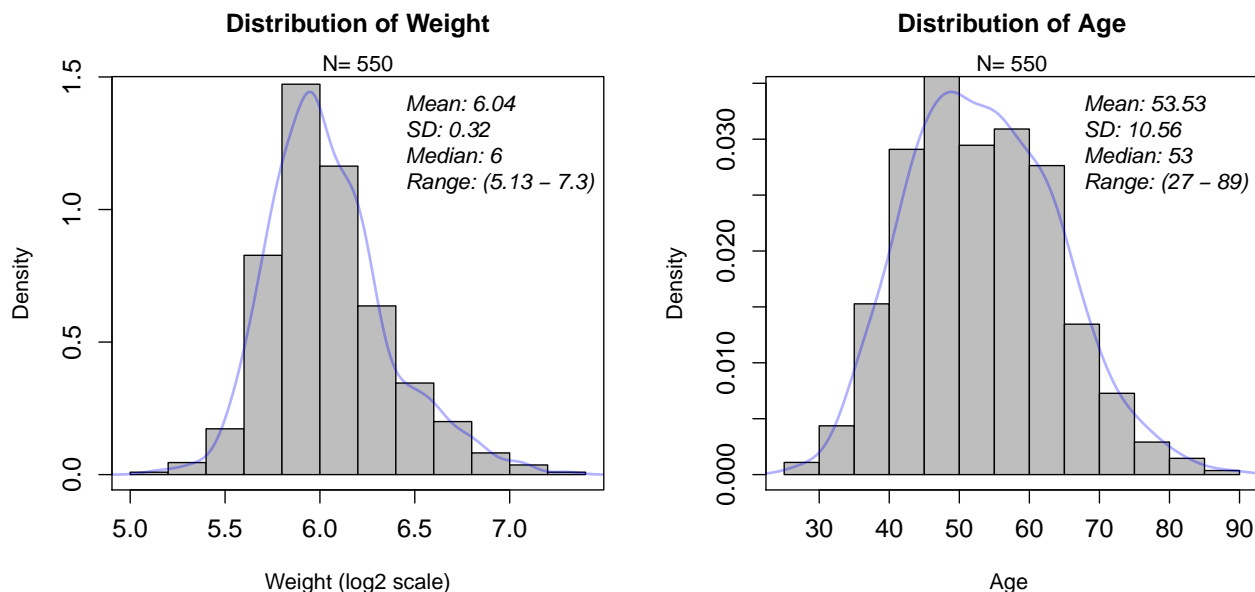 Distribution of Weight
N= 550
Mean: 6.04
SD: 0.32
Median: 6
Range: (5.13 − 7.3)
1.5
1.0
0.5
0.0
Density
5.0 5.5 6.0 6.5 7.0
Weight (log2 scale)
Distribution of Age
N= 550
Mean: 53.53
SD: 10.56
Median: 53
Range: (27 − 89)
0.030
0.020
0.010
0.000
Density
30 40 50 60 70 80 90
Age